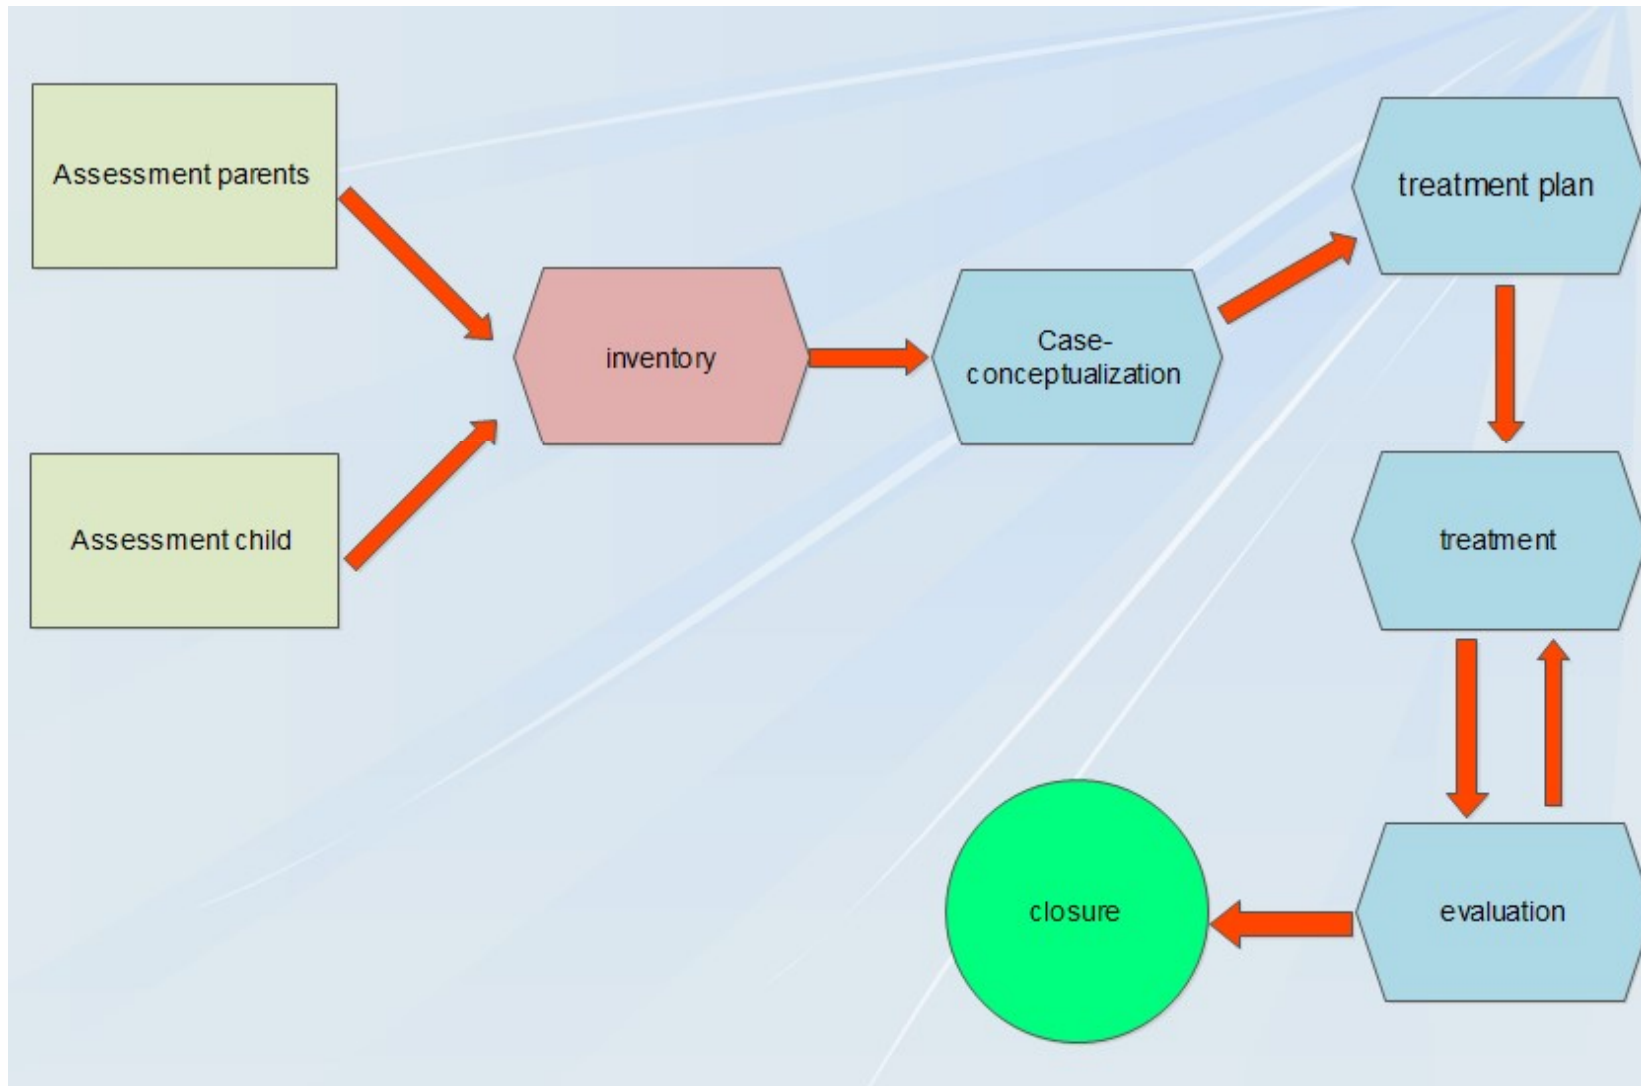 Assessment parents
treatment plan
inventory
Case-
conceptualization
Assessment child
treatment
closure
evaluation